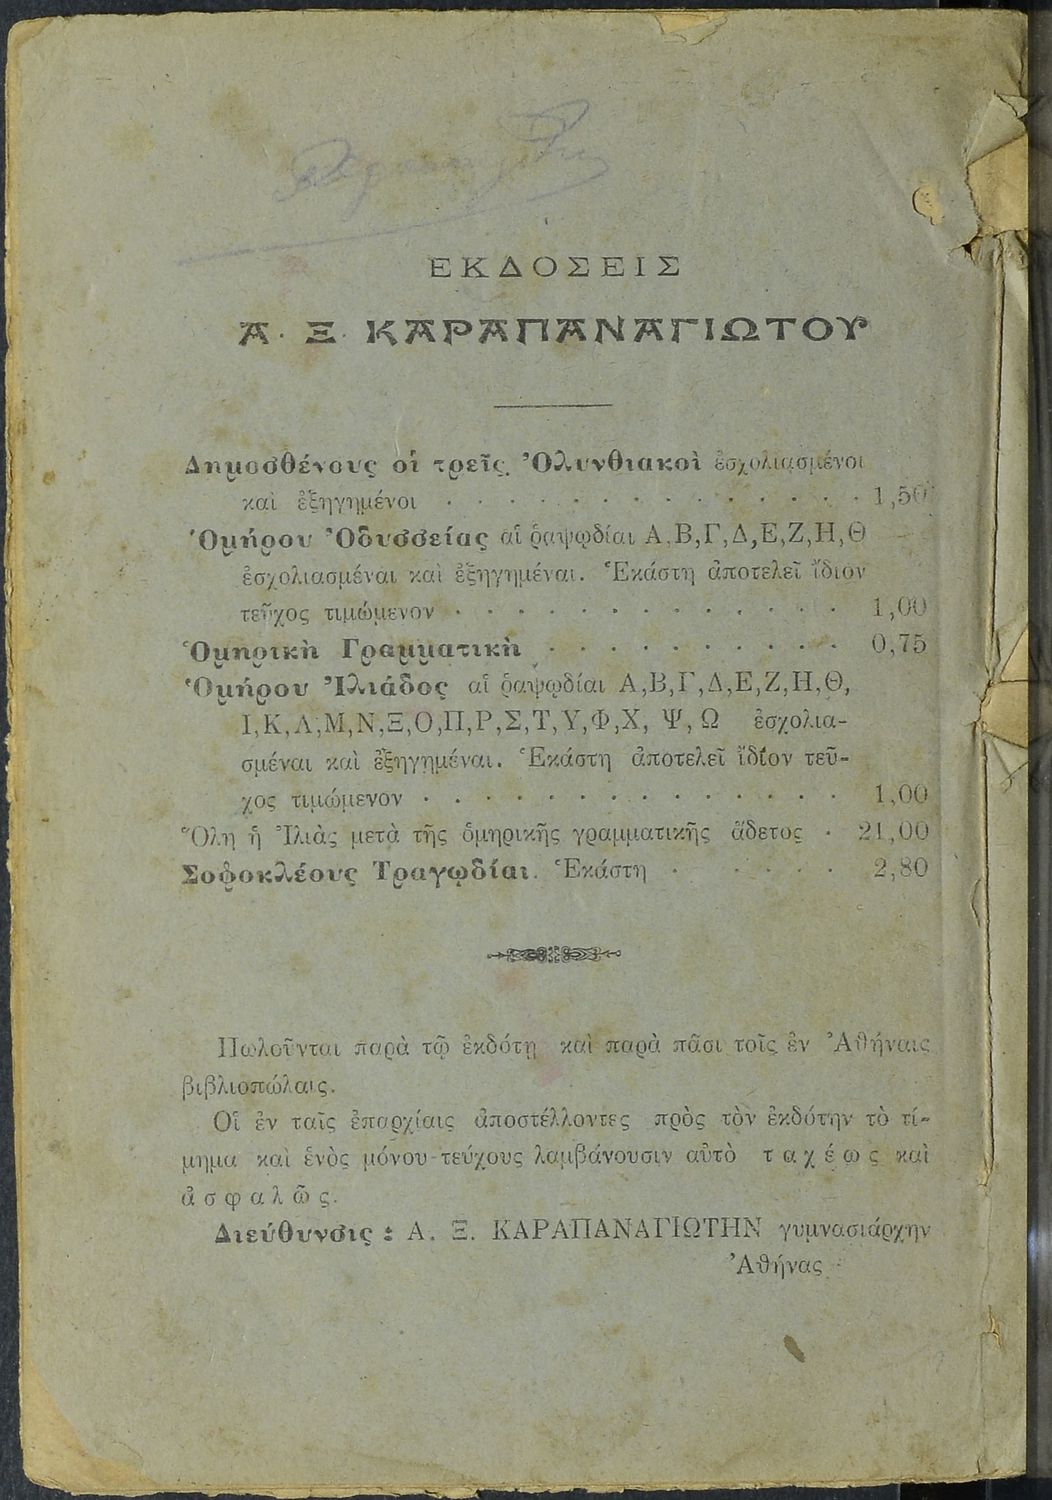 ΕΚΔΟΣΕΙΣ
Α. Ξ. ΚΑΡΑΠΑΝΑΓΙΩΤΟΥ
Δημοσθένους οἱ τρεῖς Ὀλυνθιακοὶ ἐσχολιασμένοι
καὶ ἐξηγημένοι . . . . . . . . . . . . . . 1,50
Ὁμήρου Ὀδυσσείας αἱ ῥαψῳδίαι Α,Β,Γ,Δ,Ε,Ζ,Η,Θ
ἐσχολιασμέναι καὶ ἐξηγημέναι. Ἑκάστη ἀποτελεῖ ἴδιον
τεῦχος τιμώμενον . . . . . . . . . . . . . 1,00
Ὁμηρικὴ Γραμματικὴ . . . . . . . . . . 0,75
Ὁμήρου Ἰλιάδος αἱ ῥαψῳδίαι Α,Β,Γ,Δ,Ε,Ζ,Η,Θ,
Ι,Κ,Λ,Μ,Ν,Ξ,Ο,Π,Ρ,Σ,Τ,Υ,Φ,Χ, Ψ, Ω ἐσχολια-
σμέναι καὶ ἐξηγημέναι. Ἑκάστη ἀποτελεῖ ἴδιον τεῦ-
χος τιμώμενον . . . . . . . . . . . . . . 1,00
Ὅλη ἡ Ἰλιὰς μετὰ τῆς ὁμηρικῆς γραμματικῆς ἄδετος . 21,00
Σοφοκλέους Τραγῳδίαι. Ἑκάστη . . . . . . 2,80
Πωλοῦνται παρὰ τῷ ἐκδότῃ καὶ παρὰ πᾶσι τοῖς ἐν Ἀθήναις
βιβλιοπώλαις.
Οἱ ἐν ταῖς ἐπαρχίαις ἀποστέλλοντες πρὸς τὸν ἐκδότην τὸ τί-
μημα καὶ ἑνὸς μόνου τεύχους λαμβάνουσιν αὐτὸ ταχέως καὶ
ἀσφαλῶς.
Διεύθυνσις : Α. Ξ. ΚΑΡΑΠΑΝΑΓΙΩΤΗΝ γυμνασιάρχην
Ἀθήνας